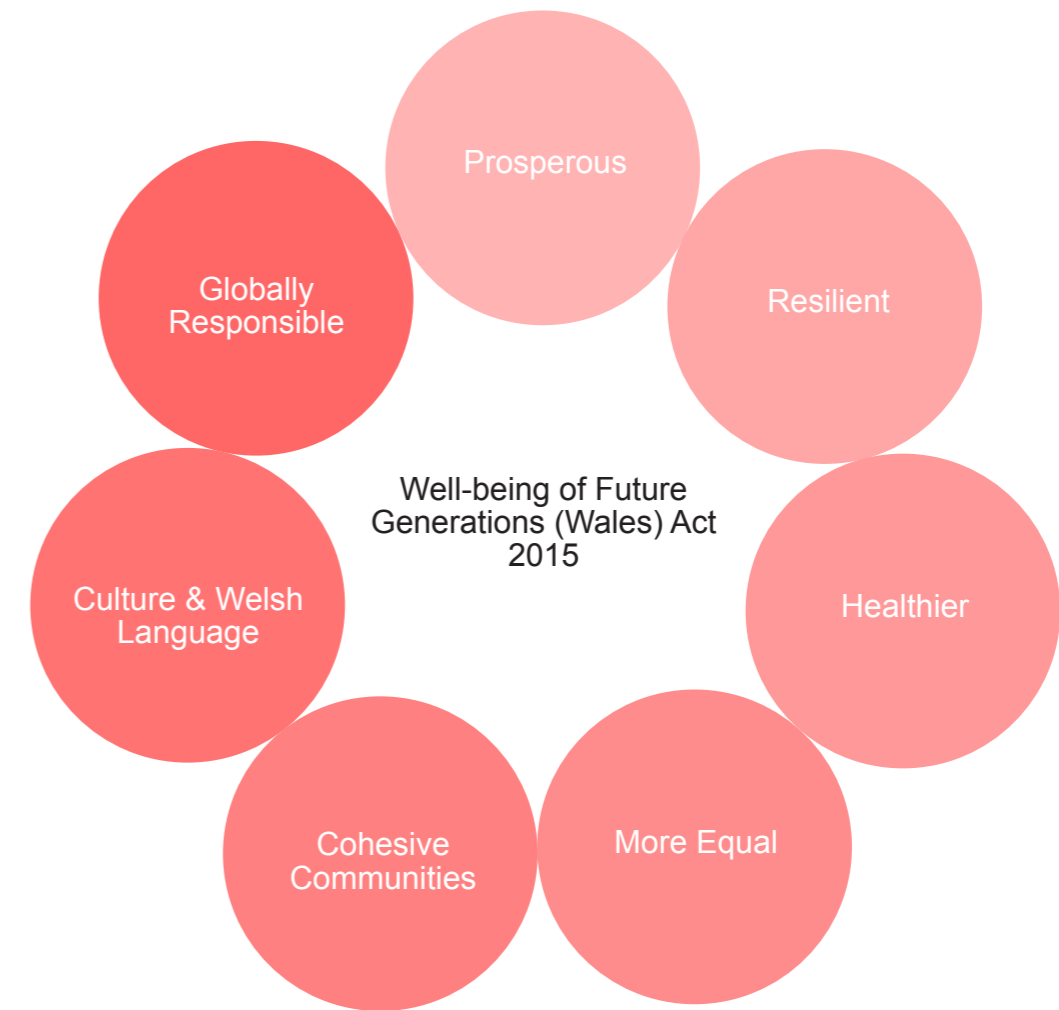 Prosperous
Resilient
Healthier
More Equal
Cohesive
Communities
Culture & Welsh
Language
Globally
Responsible
Well-being of Future
Generations (Wales) Act
2015